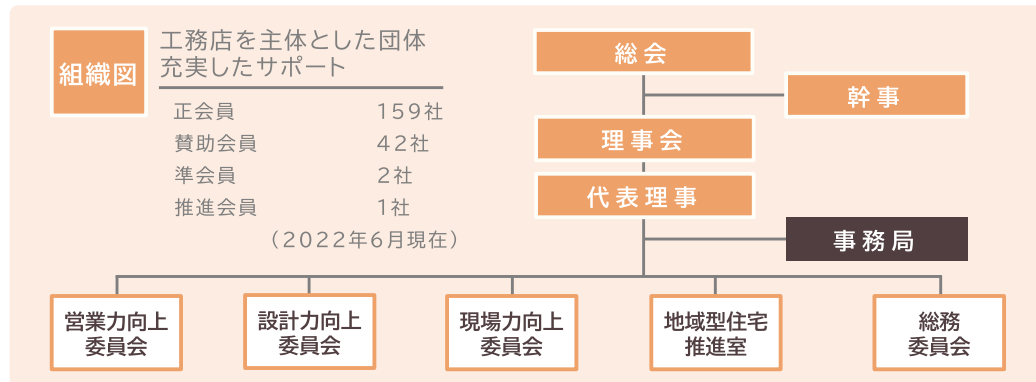 組織図
工務店を主体とした団体
充実したサポート
正会員 159社
賛助会員 42社
準会員 2社
推進会員 1社
（2022年6月現在）
総会
幹事
理事会
代表理事
事務局
営業力向上
委員会
設計力向上
委員会
現場力向上
委員会
地域型住宅
推進室
総務
委員会